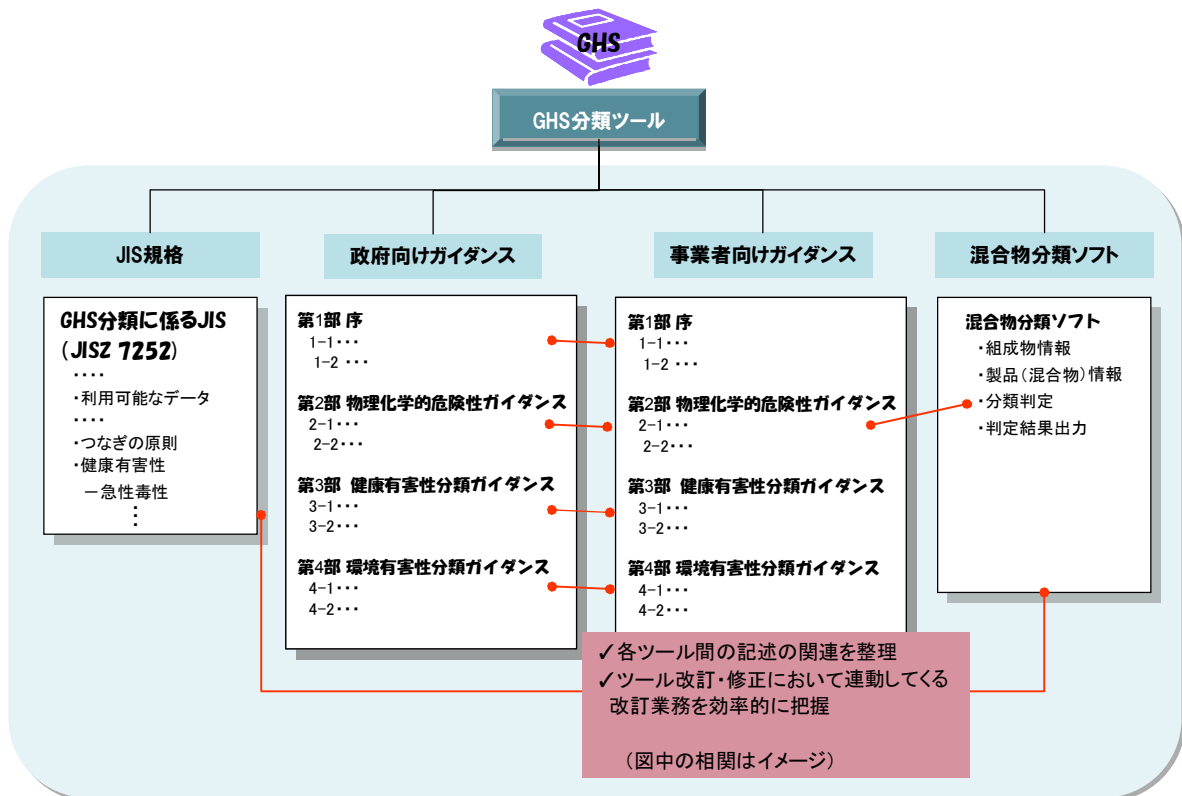 GHS
GHS分類ツール
JIS規格
政府向けガイダンス
事業者向けガイダンス
混合物分類ソフト
GHS分類に係るJIS
(JISZ 7252)
・・・・
・利用可能なデータ
・・・・
・つなぎの原則
・健康有害性
－急性毒性
⋮
第1部 序
1-1・・・
1-2 ・・・
第2部 物理化学的危険性ガイダンス
2-1・・・
2-2・・・
第3部 健康有害性分類ガイダンス
3-1・・・
3-2・・・
第4部 環境有害性分類ガイダンス
4-1・・・
4-2・・・
第1部 序
1-1・・・
1-2 ・・・
第2部 物理化学的危険性ガイダンス
2-1・・・
2-2・・・
第3部 健康有害性分類ガイダンス
3-1・・・
3-2・・・
第4部 環境有害性分類ガイダンス
4-1・・・
4-2・・・
混合物分類ソフト
・組成物情報
・製品（混合物）情報
・分類判定
・判定結果出力
✓各ツール間の記述の関連を整理
✓ツール改訂・修正において連動してくる
改訂業務を効率的に把握
（図中の相関はイメージ）